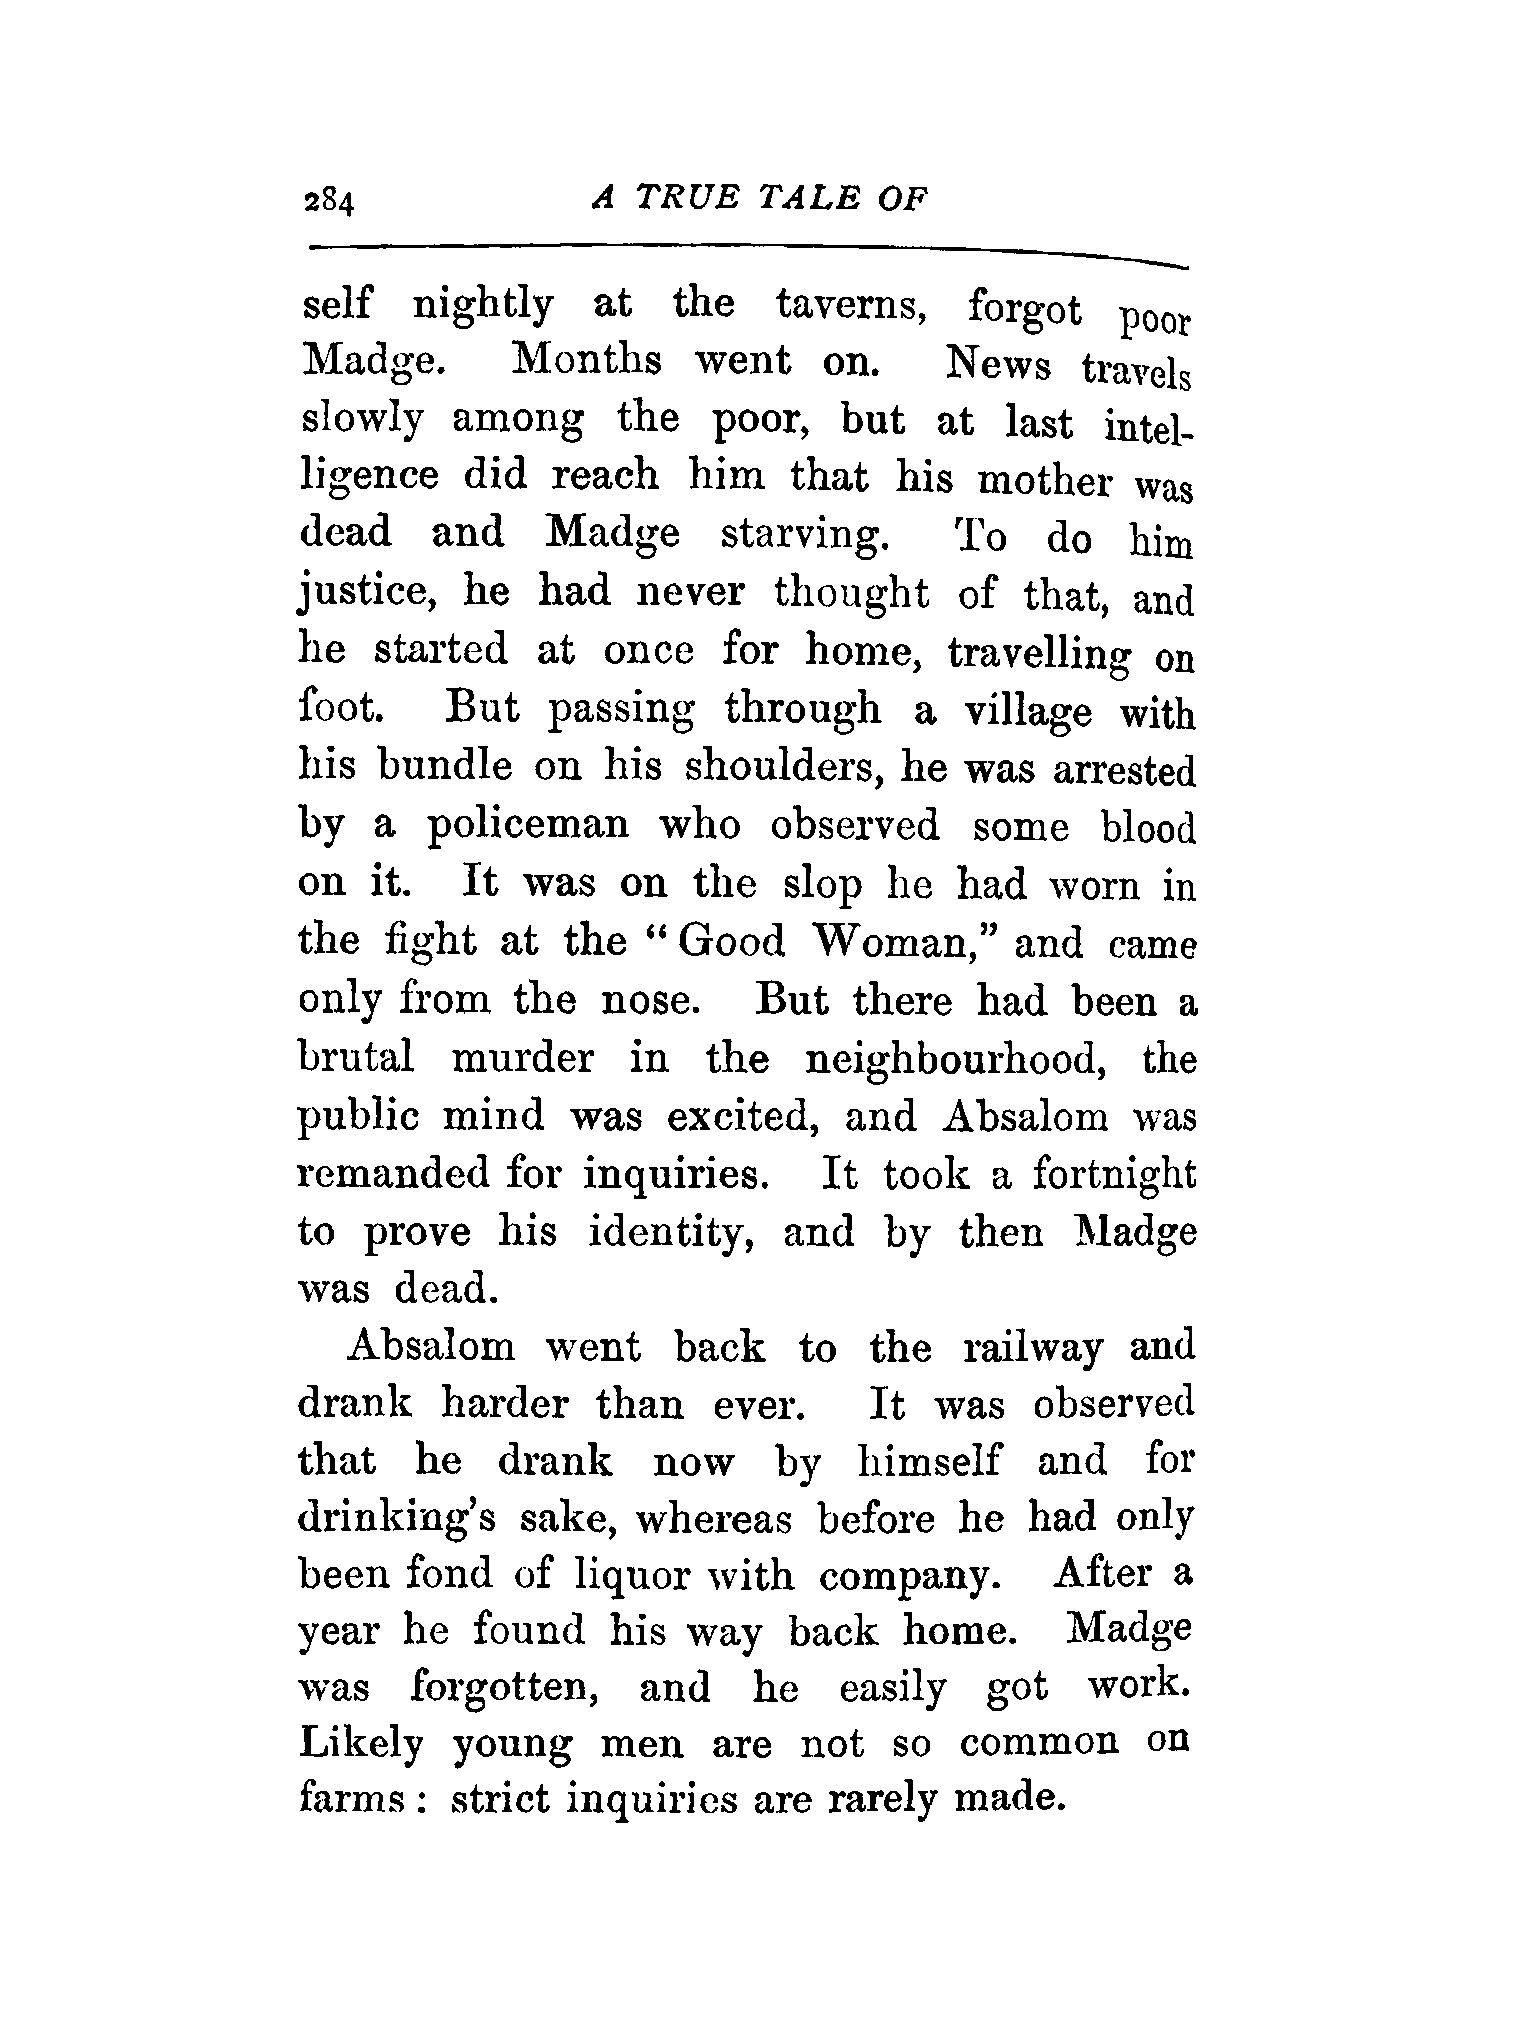 284 A TRUE TALE OF
self nightly at the taverns, forgot poor
Madge. Months went on. News travels
slowly among the poor, but at last intel-
ligence did reach him that his mother was
dead and Madge starving. To do him
justice, he had never thought of that, and
he started at once for home, travelling on
foot. But passing through a village with
his bundle on his shoulders, he was arrested
by a policeman who observed some blood
on it. It was on the slop he had worn in
the fight at the “Good Woman,” and came
only from the nose. But there had been a
brutal murder in the neighbourhood, the
public mind was excited, and Absalom was
remanded for inquiries. It took a fortnight
to prove his identity, and by then Madge
was dead.
Absalom went back to the railway and
drank harder than ever. It was observed
that he drank now by himself and for
drinking’s sake, whereas before he had only
been fond of liquor with company. After a
year he found his way back home. Madge
was forgotten, and he easily got work.
Likely young men are not so common on
farms : strict inquiries are rarely made.